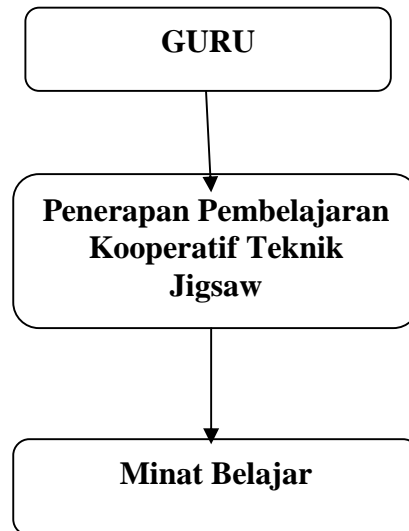 GURU
Penerapan Pembelajaran
Kooperatif Teknik
Jigsaw
Minat Belajar